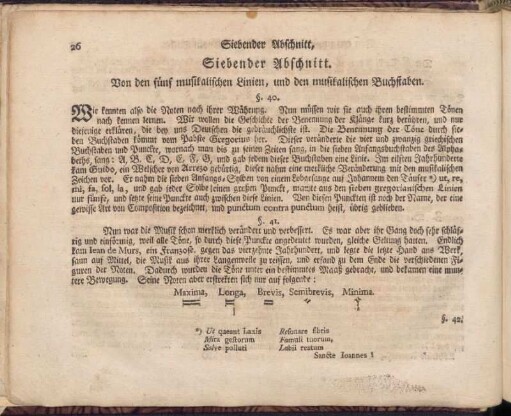 26 Siebender Abschnitt,
Siebender Abschnitt.
Von den fünf musikalischen Linien, und den musikalischen Buchstaben.
§. 40.
Wir kennten also die Noten nach ihrer Währung. Nun müssen wir sie auch ihren bestimmten Tönen
nach kennen lernen. Wir wollen die Geschichte der Benennung der Klänge kurz berühren, und nur
diejenige erklären, die bey uns Deutschen die gebräuchlichste ist. Die Benennung der Töne durch sie-
ben Buchstaben kömmt vom Pabste Gregorius her. Dieser veränderte die vier und zwanzig griechischen
Buchstaben und Puncte, wornach man bis zu seinen Zeiten sang, in die sieben Anfangsbuchstaben des Alpha-
beths, sang: A, B, C, D, E, F, G, und gab jedem dieser Buchstaben eine Linie. Im eilften Jahrhunderte
kam Guido, ein Welscher von Arrezo gebürtig, dieser nahm eine merkliche Veränderung mit den musikalischen
Zeichen vor. Er nahm die sieben Anfangs-Sylben von einem Lobgesange auf Johannem den Täufer *) ut, re,
mi, fa, sol, la, und gab jeder Sylbe keinen großen Punct, machte aus den sieben gregorianischen Linien
nur fünfe, und setzte seine Puncte auch zwischen diese Linien. Von diesen Puncten ist noch der Name, der eine
gewisse Art von Composition bezeichnet, und punctum contra punctum heist, übrig geblieben.
§. 41.
Nun war die Musik schon merklich verändert und verbessert. Es war aber ihr Gang doch sehr schläf-
rig und einförmig, weil alle Töne, so durch diese Puncte angedeutet wurden, gleiche Geltung hatten. Endlich
kam Jean de Murs, ein Franzose, gegen das vierzehnte Jahrhundert, und legte die letzte Hand ans Werk,
sann auf Mittel, die Musik aus ihrer Langenweile zu reissen, und erfand zu dem Ende die verschiedenen Fi-
guren der Noten. Dadurch wurden die Töne unter ein bestimmtes Maaß gebracht, und bekamen eine mun-
tere Bewegung. Seine Noten aber erstreckten sich nur auf folgende:
Maxima, Longa, Brevis, Semibrevis, Minima.
§. 42.
*) Ut queant Laxis Resonare fibris
Mira gestorum Famuli tuorum,
Solve polluti Labii reatum
Sancte Ioannes!